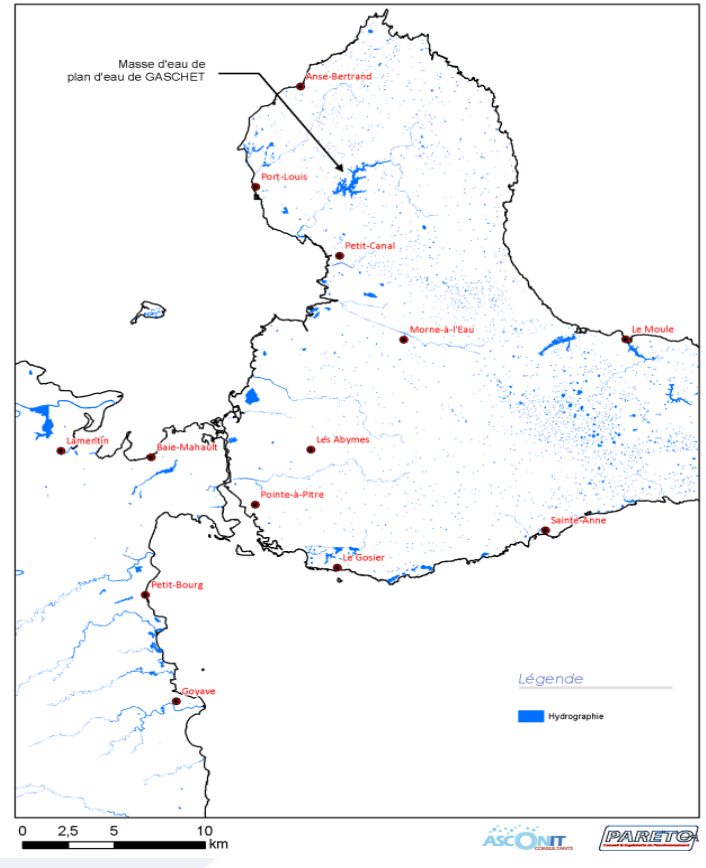 Masse d'eau de
plan d'eau de GASCHET
Anse-Bertrand
Port-Louis
Petit-Canal
Morne-à-l'Eau
Le Moule
Lamentin
Baie-Mahault
Les Abymes
Pointe-à-Pitre
Sainte-Anne
Le Gosier
Petit-Bourg
Goyave
Légende
Hydrographie
0 2,5 5 10
km
ASCONIT
CONSULTANTS
PARETO